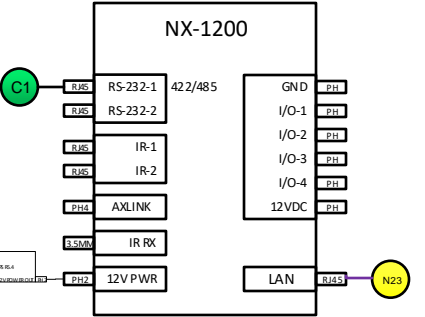 NX-1200
C1
RJ45 RS-232-1 422/485
RJ45 RS-232-2
RJ45 IR-1
RJ45 IR-2
PH4 AXLINK
3.5MM IR RX
PH2 12V PWR
GND PH
I/O-1 PH
I/O-2 PH
I/O-3 PH
I/O-4 PH
12VDC PH
LAN RJ45
N23